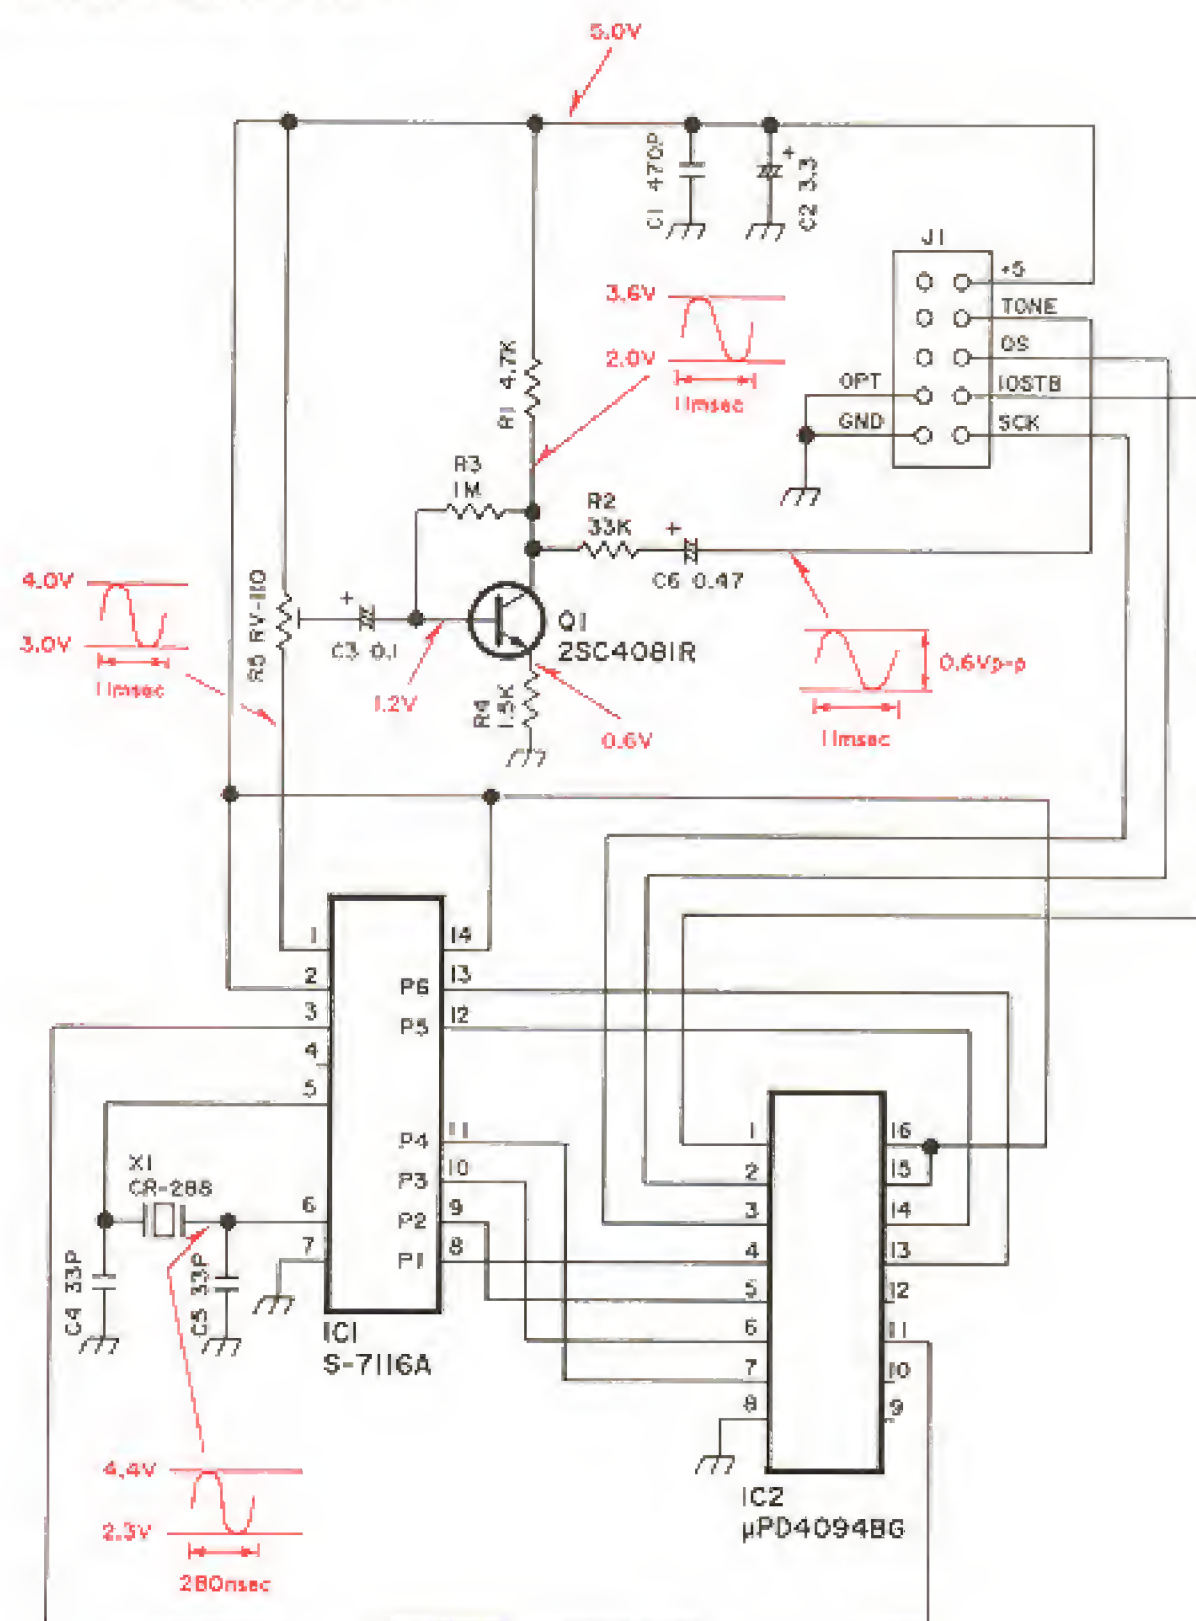 5.0V
C1 470P
+
C2 3.3
J1
+5
TONE
OS
OPT
IOSTB
GND
SCK
3.6V
2.0V
11msec
R1 4.7K
R3
1M
R2
33K
+
C6 0.47
4.0V
3.0V
11msec
R5 RV-110
+
C3 0.1
Q1
2SC4081R
1.2V
R4
1.5K
0.6V
0.6Vp-p
11msec
1
2
3
4
5
6
7
14
P6 13
P5 12
P4 11
P3 10
P2 9
P1 8
IC1
S-7116A
X1
CR-288
C4 33P
C5 33P
4.4V
2.3V
280nsec
1
2
3
4
5
6
7
8
16
15
14
13
12
11
10
9
IC2
μPD4094BG